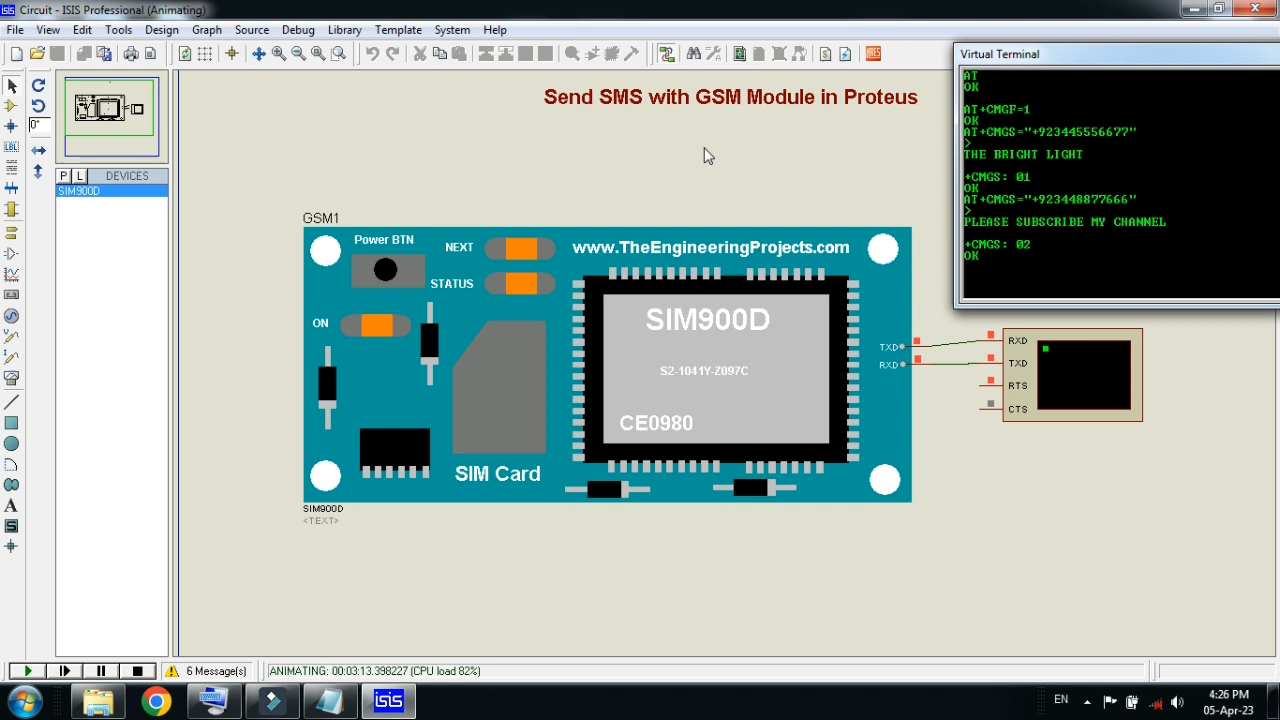 Circuit - ISIS Professional (Animating)
File View Edit Tools Design Graph Source Debug Library Template System Help
ARES
0°
LBL
P L DEVICES
SIM900D
Send SMS with GSM Module in Proteus
Virtual Terminal
AT
OK
AT+CMGF=1
OK
AT+CMGS="+923445556677"
>
THE BRIGHT LIGHT
+CMGS: 01
OK
AT+CMGS="+923448877666"
>
PLEASE SUBSCRIBE MY CHANNEL
+CMGS: 02
OK
GSM1
Power BTN
NEXT
www.TheEngineeringProjects.com
STATUS
ON
SIM900D
S2-1041Y-Z097C
CE0980
SIM Card
TXD
RXD
RXD
TXD
RTS
CTS
SIM900D
<TEXT>
A
S
6 Message(s)
ANIMATING: 00:03:13.398227 (CPU load 82%)
isis
EN
4:26 PM
05-Apr-23